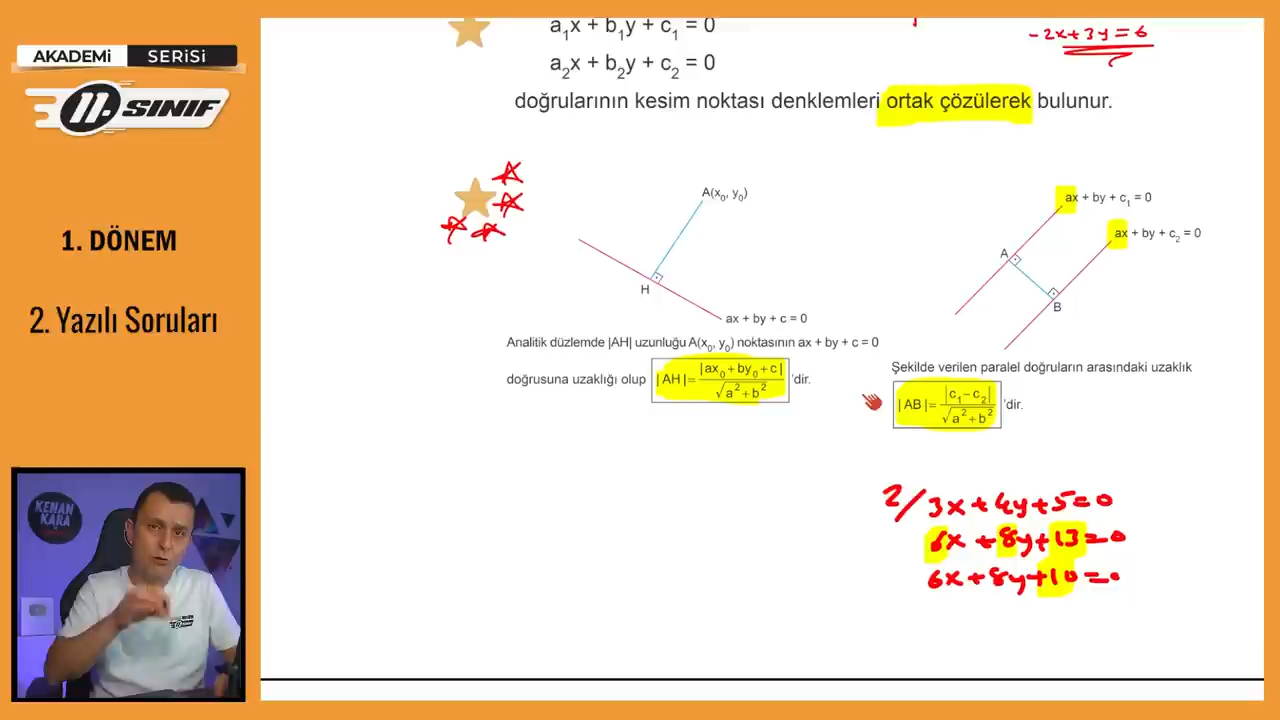 AKADEMİ SERİSİ
11. SINIF
1. DÖNEM
2. Yazılı Soruları
KENAN KARA
a₁x + b₁y + c₁ = 0
-2x+3y=6
a₂x + b₂y + c₂ = 0
doğrularının kesim noktası denklemleri ortak çözülerek bulunur.
A(x₀, y₀)
H
ax + by + c = 0
Analitik düzlemde |AH| uzunluğu A(x₀, y₀) noktasının ax + by + c = 0
doğrusuna uzaklığı olup |AH|= |ax₀+by₀+c| / √a²+b² 'dir.
ax + by + c₁ = 0
ax + by + c₂ = 0
A
B
Şekilde verilen paralel doğruların arasındaki uzaklık
|AB|= |c₁−c₂| / √a²+b² 'dir.
2/3x+4y+5=0
6x+8y+13=0
6x+8y+10=0